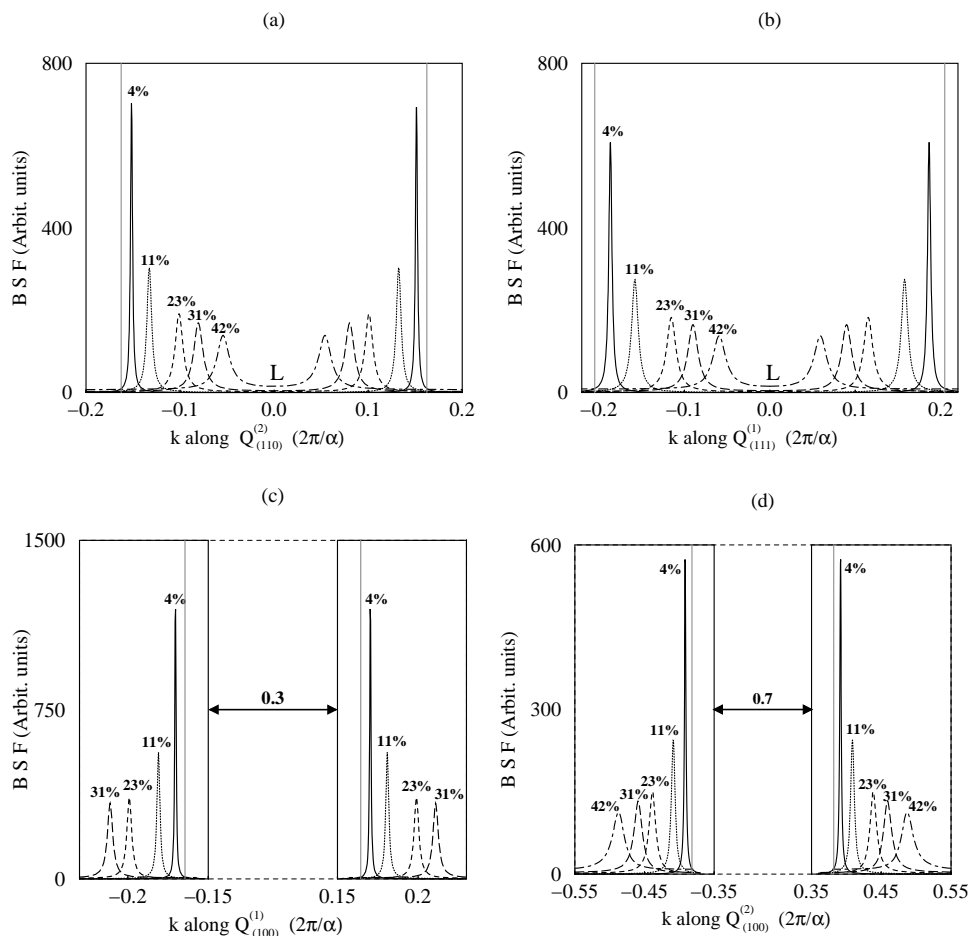 (a)
800
400
0
B S F (Arbit. units)
4%
11%
23%
31%
42%
L
−0.2 −0.1 0.0 0.1 0.2
k along Q(110)(2) (2π/α)
(b)
800
400
0
B S F (Arbit. units)
4%
11%
23%
31%
42%
L
−0.2 −0.1 0.0 0.1 0.2
k along Q(111)(1) (2π/α)
(c)
1500
750
0
B S F (Arbit. units)
4% 4%
0.3
11% 11%
31% 23% 23% 31%
−0.2 −0.15 0.15 0.2
k along Q(100)(1) (2π/α)
(d)
600
300
0
B S F (Arbit. units)
4% 4%
0.7
11% 11%
42% 31% 23% 23% 31% 42%
−0.55 −0.45 −0.35 0.35 0.45 0.55
k along Q(100)(2) (2π/α)